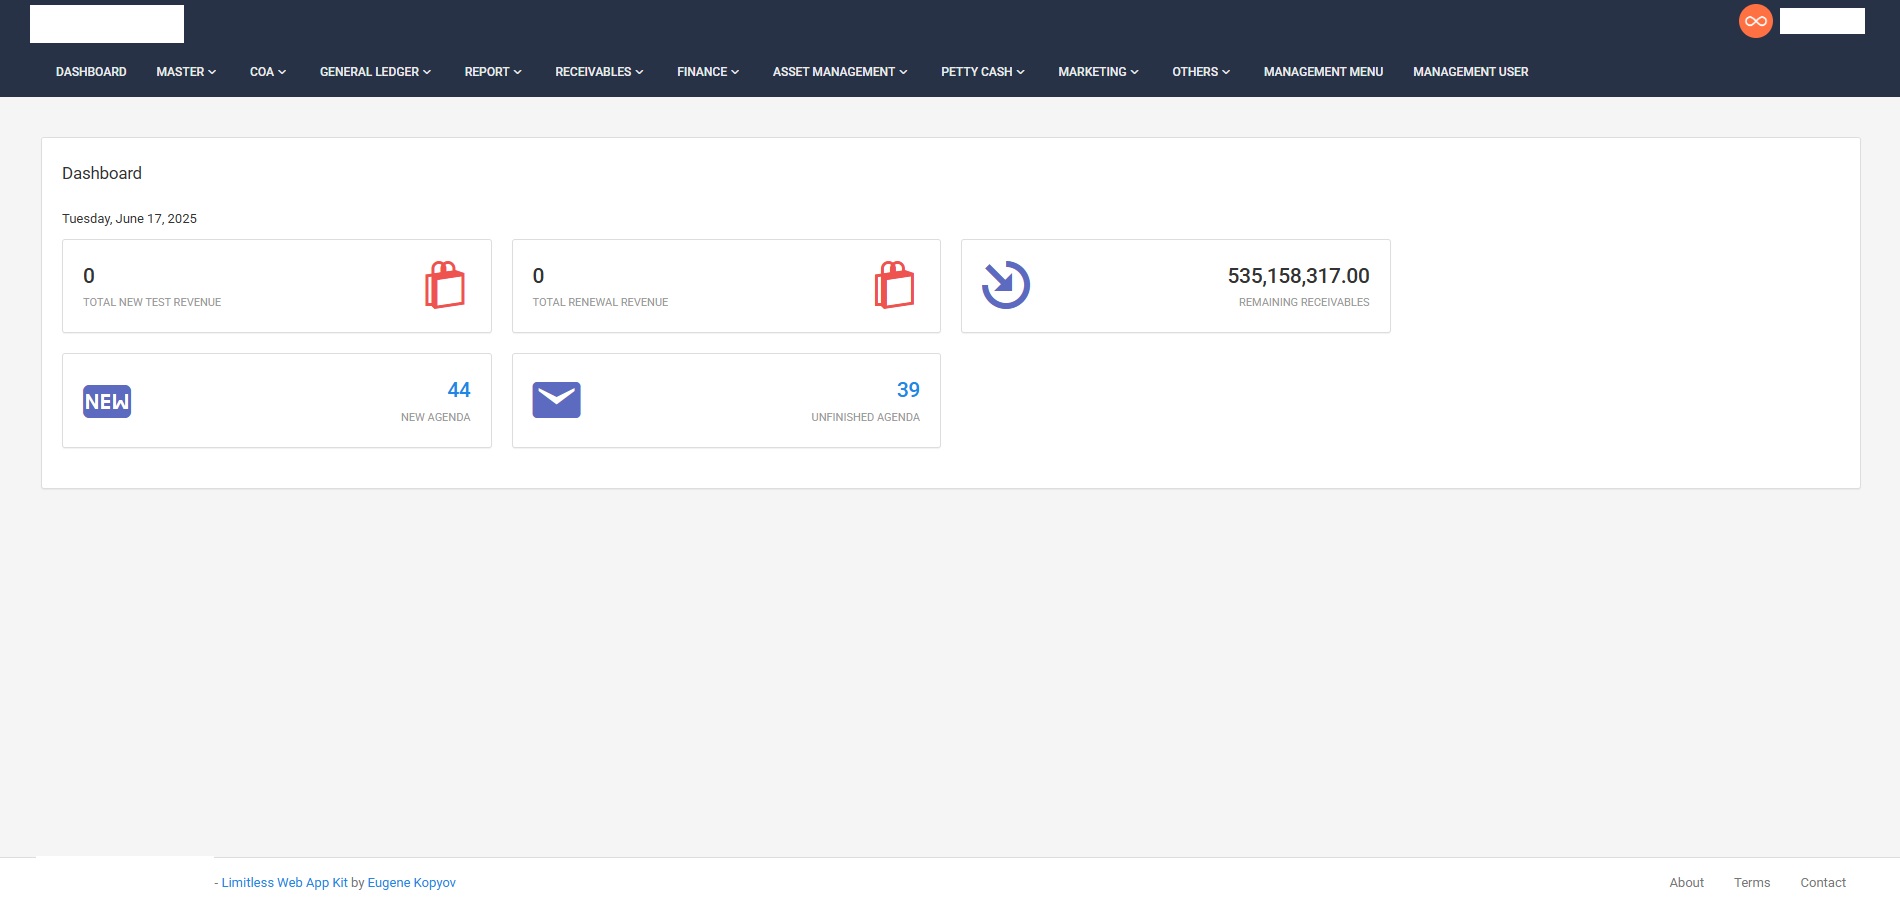 DASHBOARD MASTER COA GENERAL LEDGER REPORT RECEIVABLES FINANCE ASSET MANAGEMENT PETTY CASH MARKETING OTHERS MANAGEMENT MENU MANAGEMENT USER
Dashboard
Tuesday, June 17, 2025
0
TOTAL NEW TEST REVENUE
0
TOTAL RENEWAL REVENUE
535,158,317.00
REMAINING RECEIVABLES
NEW
44
NEW AGENDA
39
UNFINISHED AGENDA
- Limitless Web App Kit by Eugene Kopyov
About Terms Contact